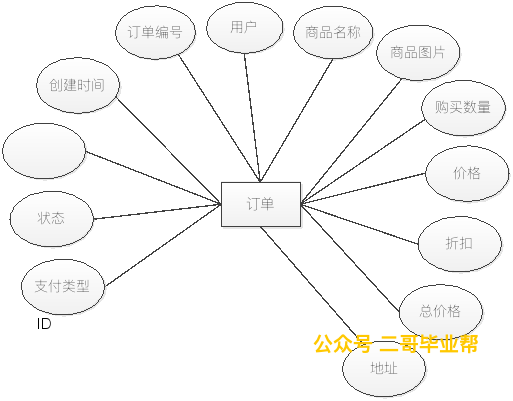 订单编号
用户
商品名称
商品图片
创建时间
购买数量
价格
订单
状态
折扣
支付类型
总价格
ID
公众号 二哥毕业帮
地址